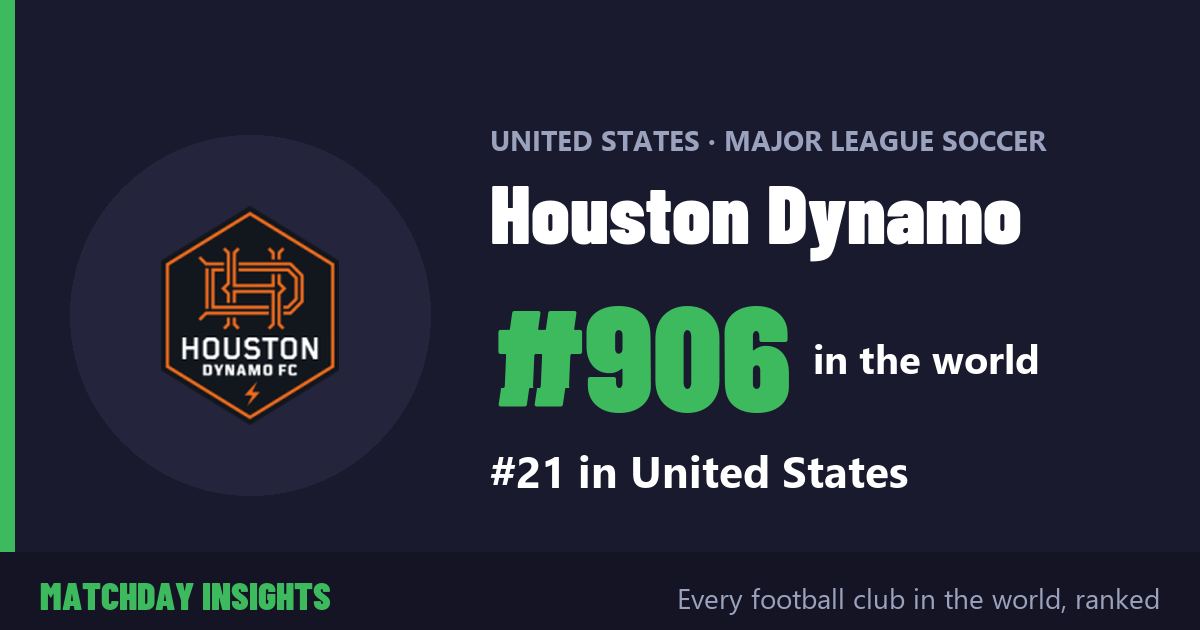 UNITED STATES · MAJOR LEAGUE SOCCER
Houston Dynamo
HD
HOUSTON
DYNAMO FC
#906 in the world
#21 in United States
MATCHDAY INSIGHTS
Every football club in the world, ranked